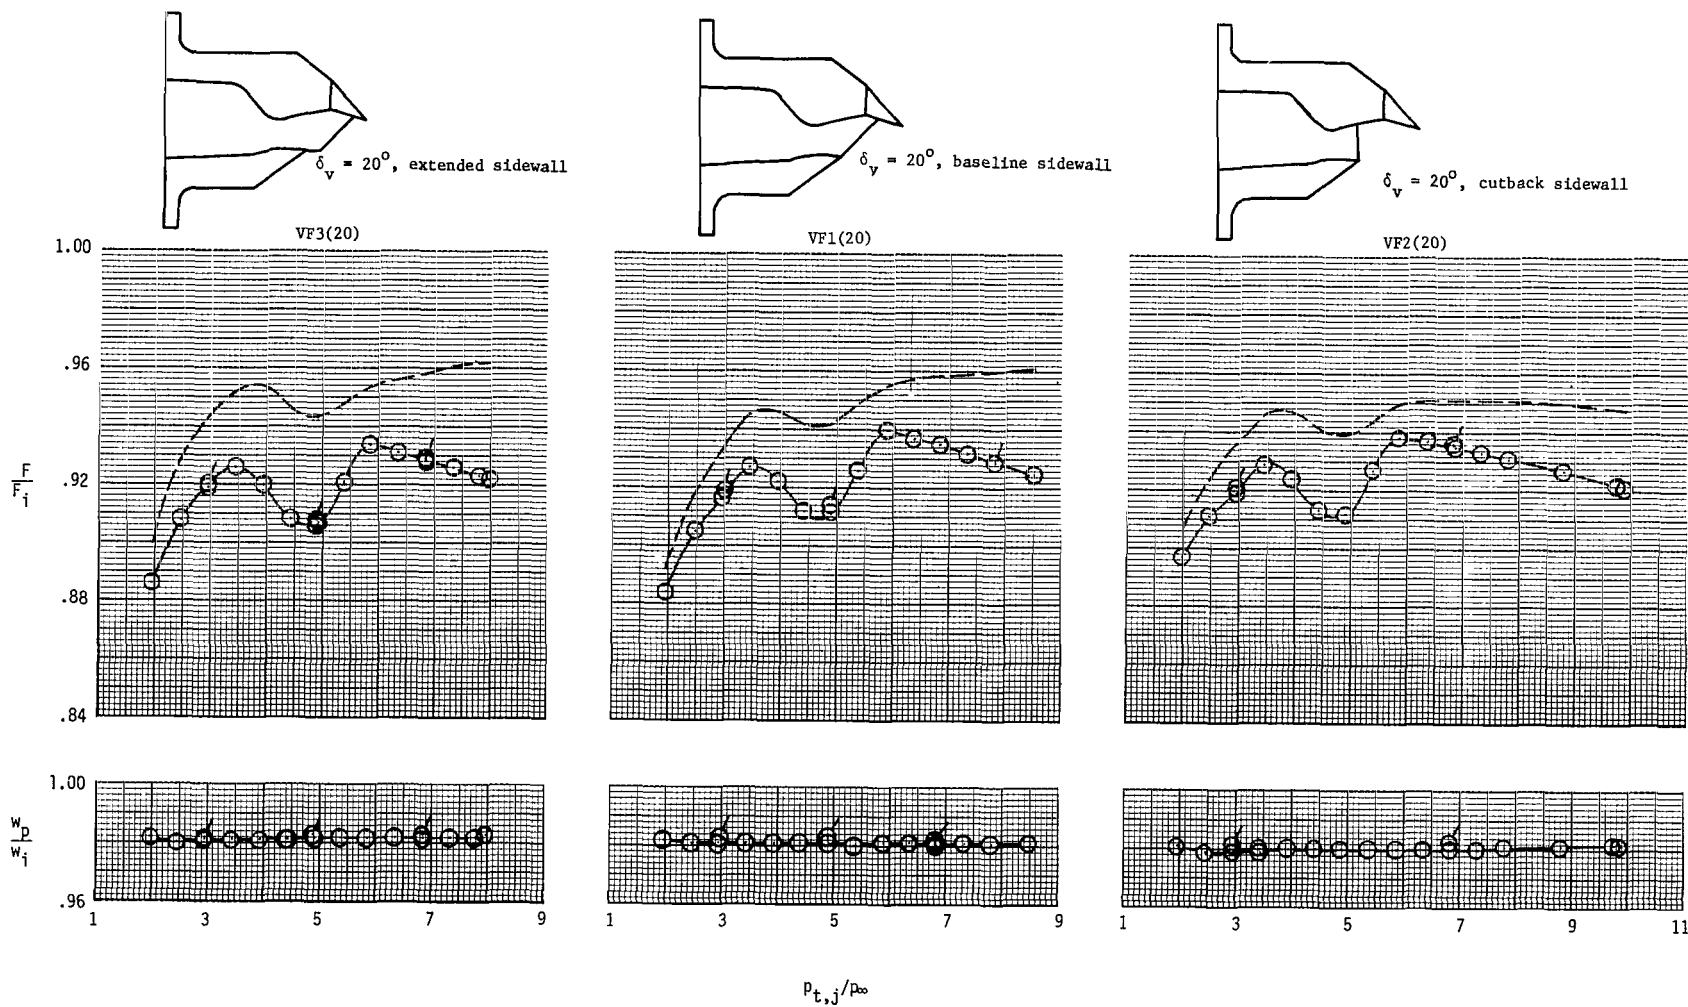 δv = 20°, extended sidewall
δv = 20°, baseline sidewall
δv = 20°, cutback sidewall
VF3(20)
VF1(20)
VF2(20)
1.00
.96
.92
.88
.84
F
Fi
1.00
.96
wp
wi
1 3 5 7 9
1 3 5 7 9
1 3 5 7 9 11
pt,j/p∞